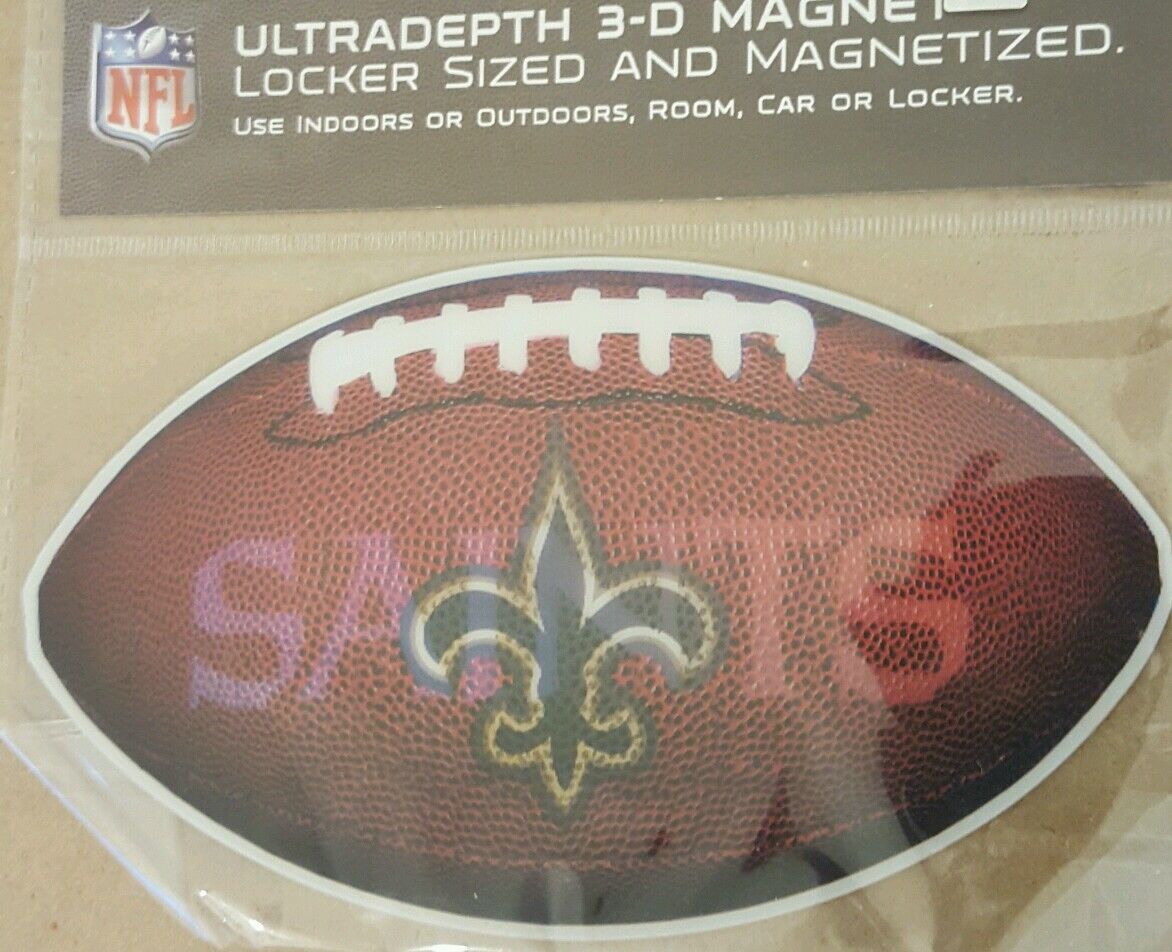 ULTRADEPTH 3-D MAGNET
NFL
LOCKER SIZED AND MAGNETIZED.
USE INDOORS OR OUTDOORS, ROOM, CAR OR LOCKER.
SAINTS